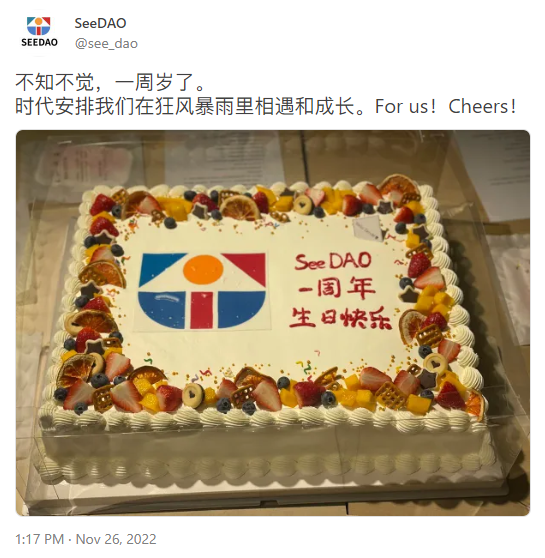 SEEDAO
SeeDAO
@see_dao
不知不觉，一周岁了。
时代安排我们在狂风暴雨里相遇和成长。For us！Cheers！
See DAO
一周年
生日快乐
1:17 PM · Nov 26, 2022